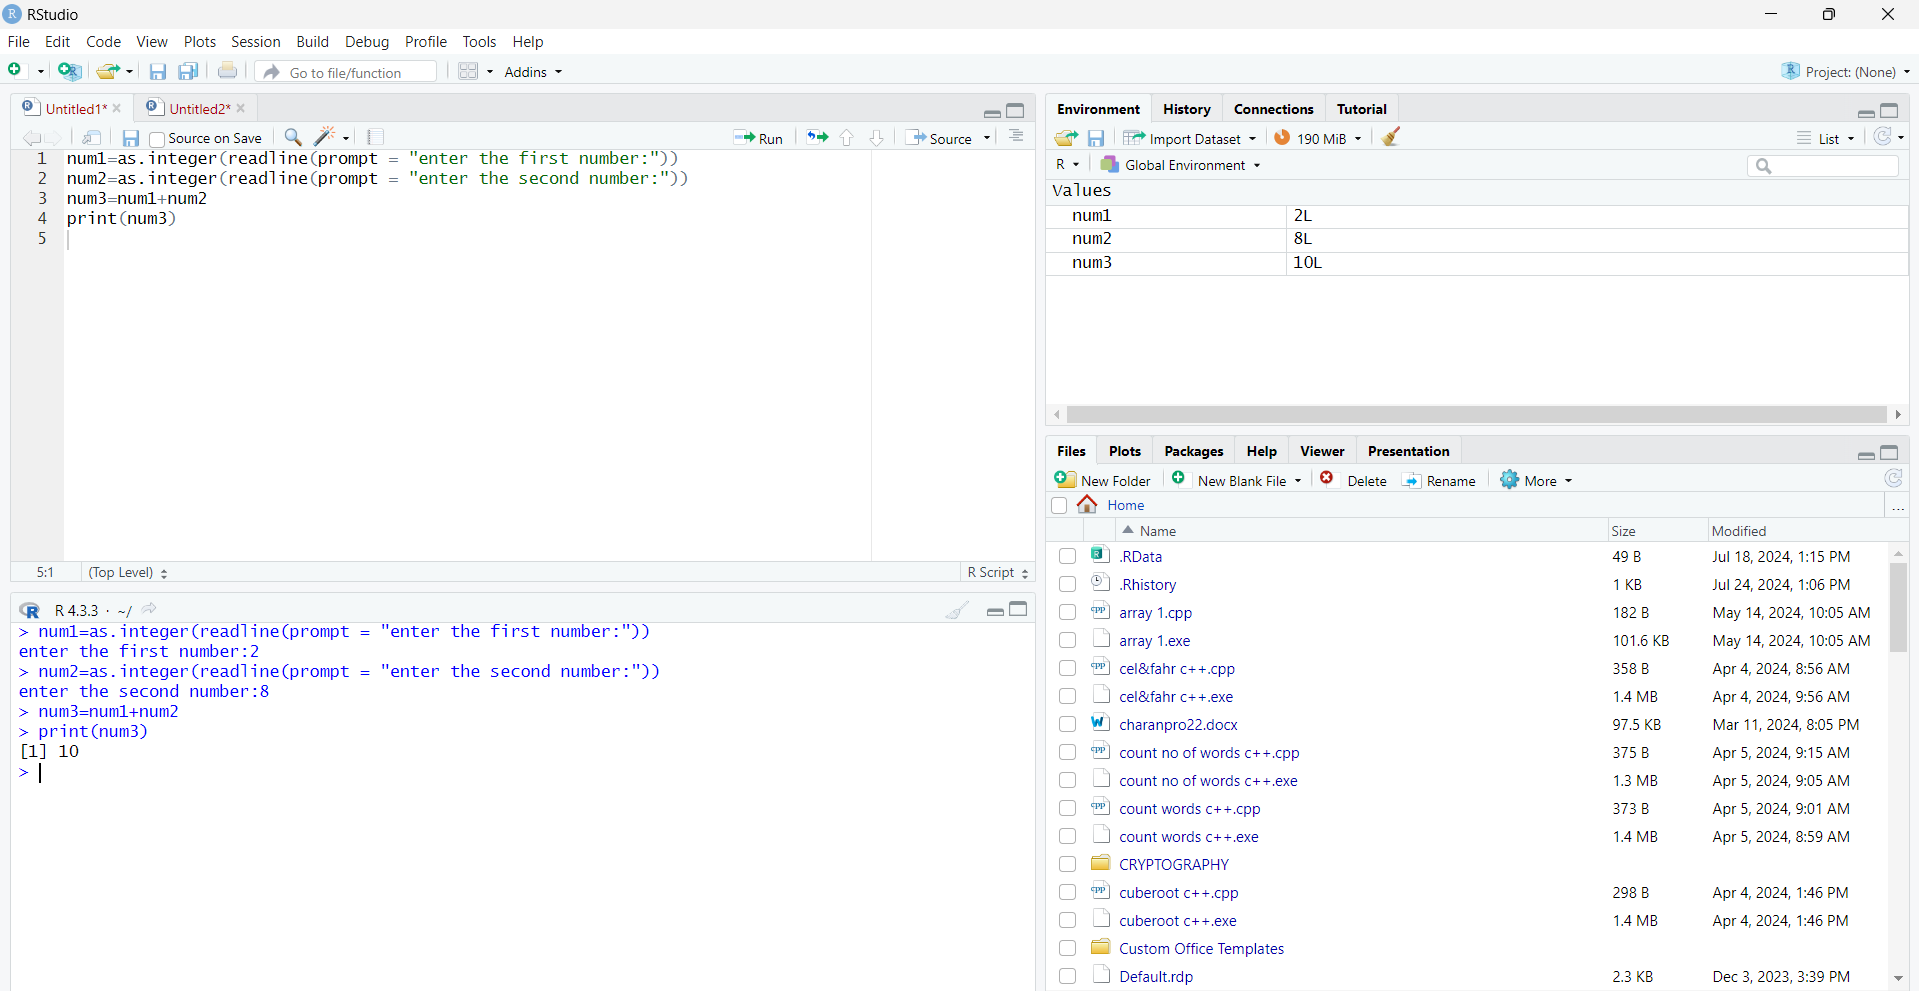 RStudio
File Edit Code View Plots Session Build Debug Profile Tools Help
Go to file/function Addins Project: (None)
Untitled1* Untitled2*
Source on Save Run Source
1 num1=as.integer(readline(prompt = "enter the first number:"))
2 num2=as.integer(readline(prompt = "enter the second number:"))
3 num3=num1+num2
4 print(num3)
5
5:1 (Top Level) R Script
R 4.3.3 · ~/
> num1=as.integer(readline(prompt = "enter the first number:"))
enter the first number:2
> num2=as.integer(readline(prompt = "enter the second number:"))
enter the second number:8
> num3=num1+num2
> print(num3)
[1] 10
>
Environment History Connections Tutorial
Import Dataset 190 MiB List
R Global Environment
Values
num1 2L
num2 8L
num3 10L
Files Plots Packages Help Viewer Presentation
New Folder New Blank File Delete Rename More
Home ...
Name Size Modified
.RData 49 B Jul 18, 2024, 1:15 PM
.Rhistory 1 KB Jul 24, 2024, 1:06 PM
array 1.cpp 182 B May 14, 2024, 10:05 AM
array 1.exe 101.6 KB May 14, 2024, 10:05 AM
cel&fahr c++.cpp 358 B Apr 4, 2024, 8:56 AM
cel&fahr c++.exe 1.4 MB Apr 4, 2024, 9:56 AM
charanpro22.docx 97.5 KB Mar 11, 2024, 8:05 PM
count no of words c++.cpp 375 B Apr 5, 2024, 9:15 AM
count no of words c++.exe 1.3 MB Apr 5, 2024, 9:05 AM
count words c++.cpp 373 B Apr 5, 2024, 9:01 AM
count words c++.exe 1.4 MB Apr 5, 2024, 8:59 AM
CRYPTOGRAPHY
cuberoot c++.cpp 298 B Apr 4, 2024, 1:46 PM
cuberoot c++.exe 1.4 MB Apr 4, 2024, 1:46 PM
Custom Office Templates
Default.rdp 2.3 KB Dec 3, 2023, 3:39 PM